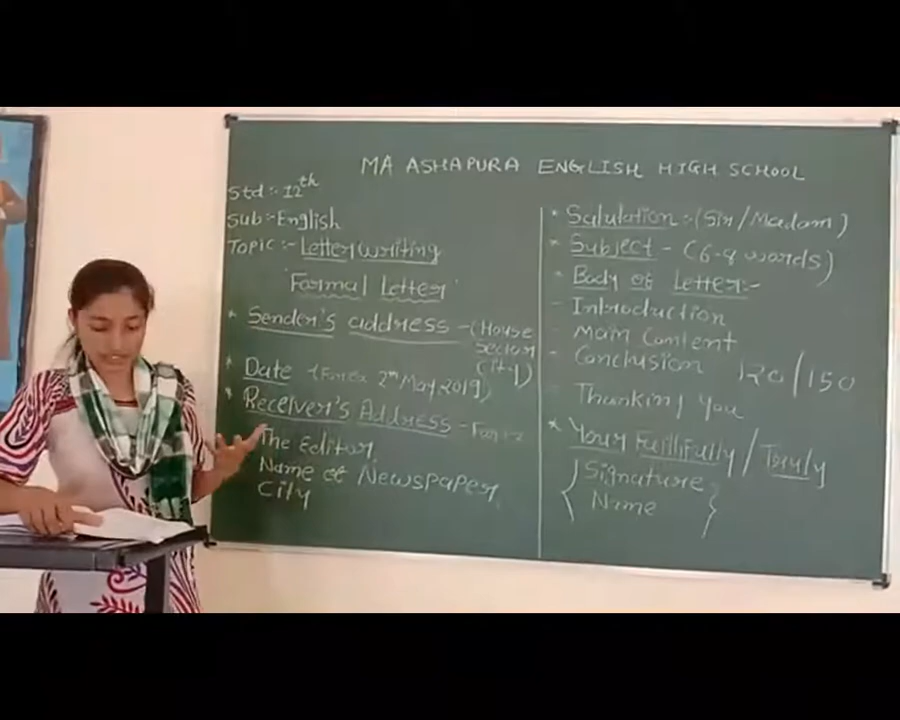 MA ASHAPURA ENGLISH HIGH SCHOOL
Std :- 12th
Sub :- English
Topic :- Letter writing
"Formal Letter"
* Sender's address - (House
Sector
City)
* Date - (For ex 2nd May, 2019)
* Receiver's Address - For ex
The Editor,
Name of Newspaper
City
* Salutation :- (Sir/Madam)
* Subject - (6-8 words)
* Body of Letter :-
- Introduction
- Main Content
- Conclusion
120/150
- Thanking You
* Your Faithfully / Truly
Signature
Name